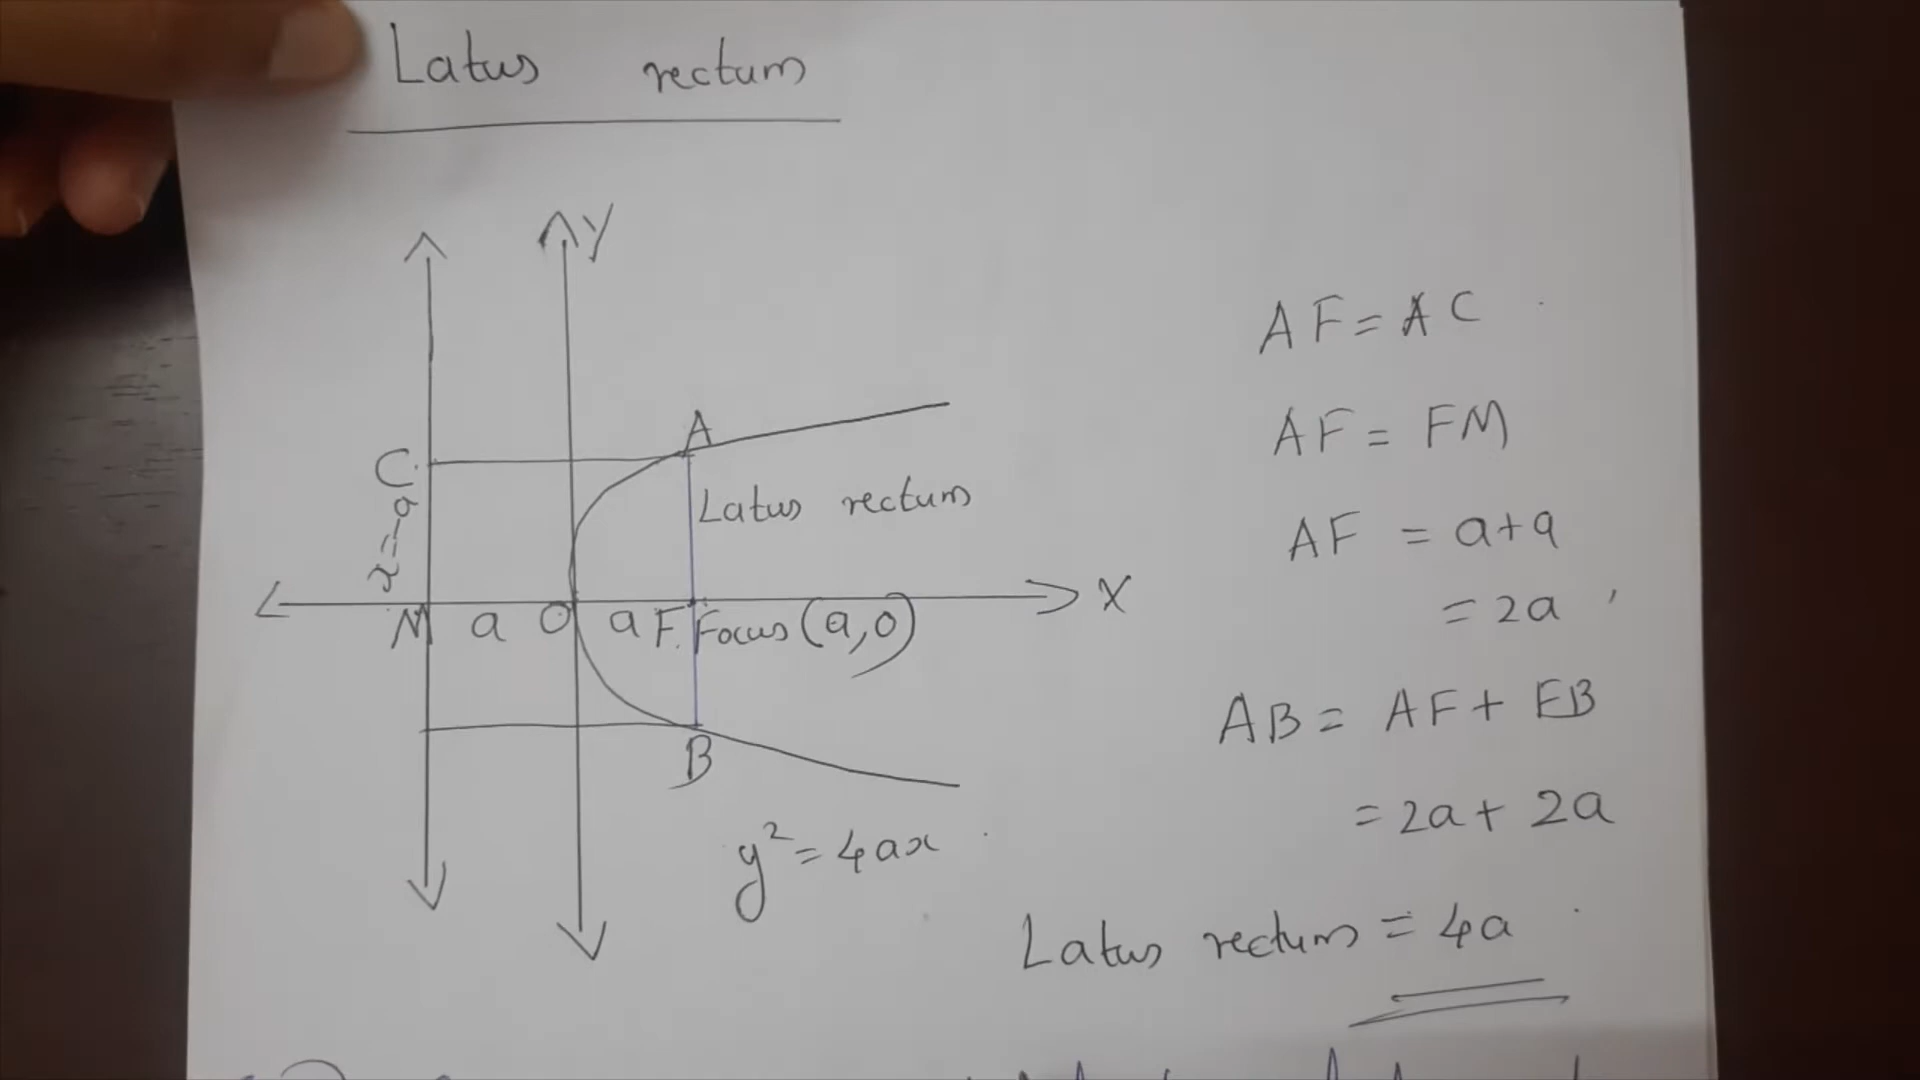 Latus rectum
Y
AF = AC
AF = FM
A
C
Latus rectum
x=-a
AF = a+a
X
M a O a F Focus (a,0)
= 2a
AB = AF + FB
B
= 2a + 2a
y² = 4ax
Latus rectum = 4a